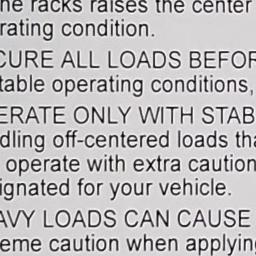 he racks raises the center
rating condition.
CURE ALL LOADS BEFOR
table operating conditions,
ERATE ONLY WITH STAB
dling off-centered loads tha
operate with extra caution
ignated for your vehicle.
AVY LOADS CAN CAUSE
eme caution when applying